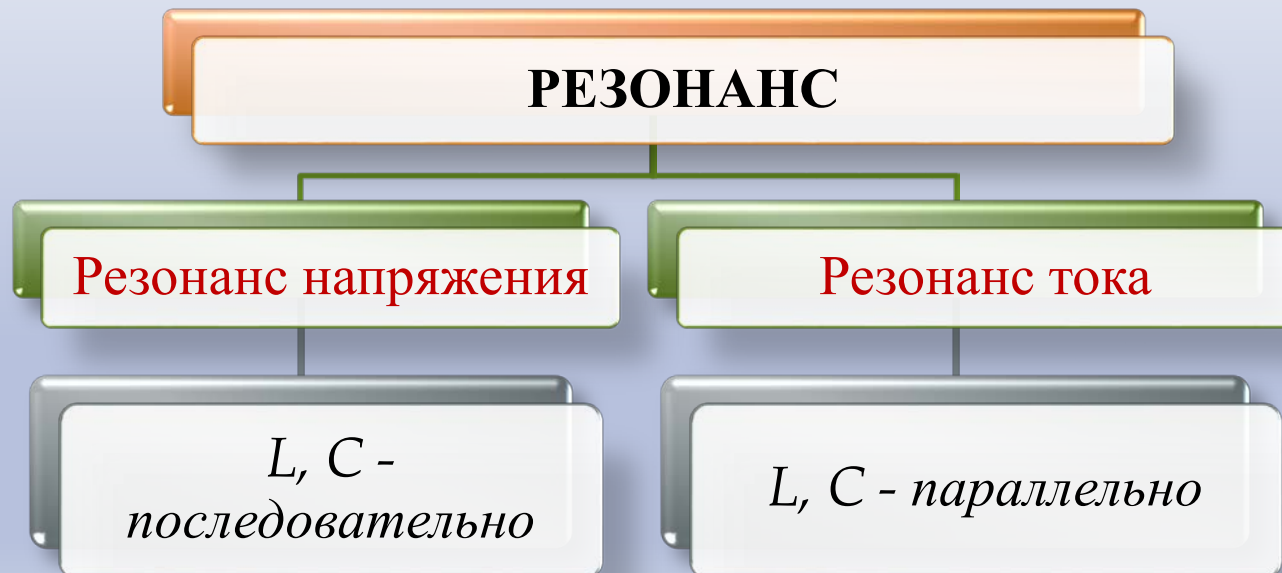 РЕЗОНАНС
Резонанс напряжения
Резонанс тока
L, C -
последовательно
L, C - параллельно